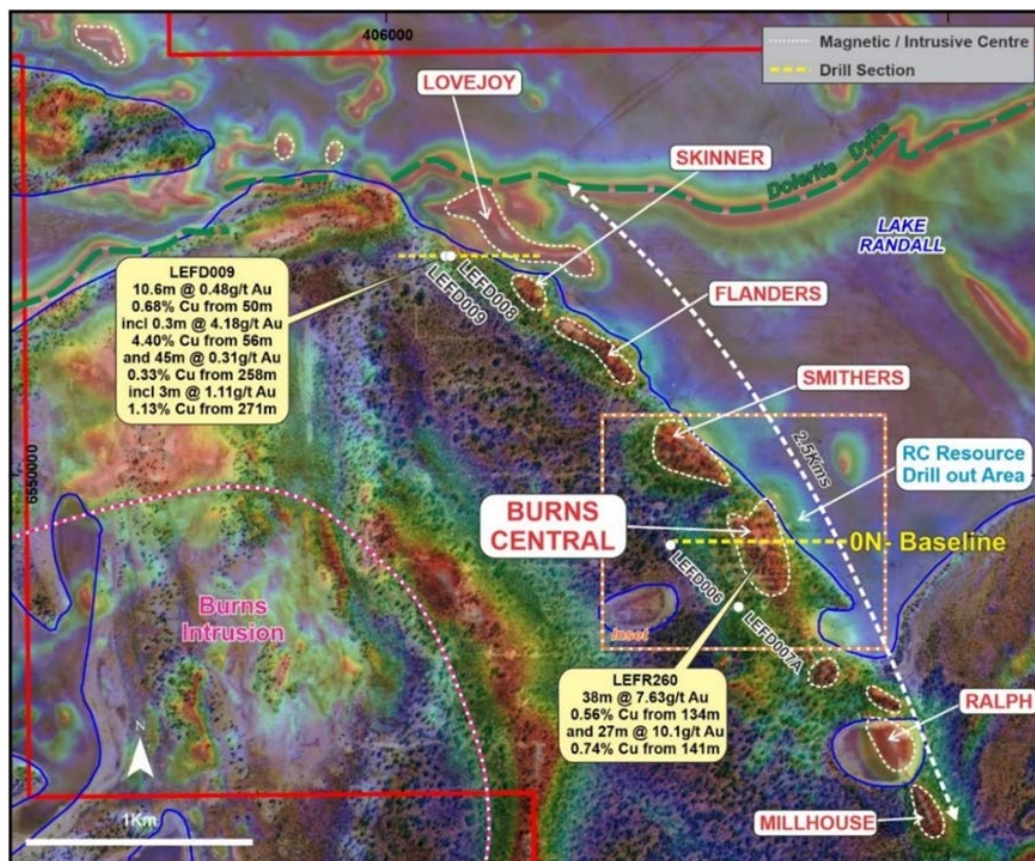 406000
Magnetic / Intrusive Centre
Drill Section
LOVEJOY
SKINNER
Dolerite Dyke
LAKE
RANDALL
LEFD009
10.6m @ 0.48g/t Au
0.68% Cu from 50m
incl 0.3m @ 4.18g/t Au
4.40% Cu from 56m
and 45m @ 0.31g/t Au
0.33% Cu from 258m
incl 3m @ 1.11g/t Au
1.13% Cu from 271m
LEFD008
LEFD009
FLANDERS
SMITHERS
2.5Kms
RC Resource
Drill out Area
6550000
BURNS
CENTRAL
0N- Baseline
LEFD006
LEFD007A
Inset
Burns
Intrusion
LEFR260
38m @ 7.63g/t Au
0.56% Cu from 134m
and 27m @ 10.1g/t Au
0.74% Cu from 141m
RALPH
N
1Km
MILLHOUSE